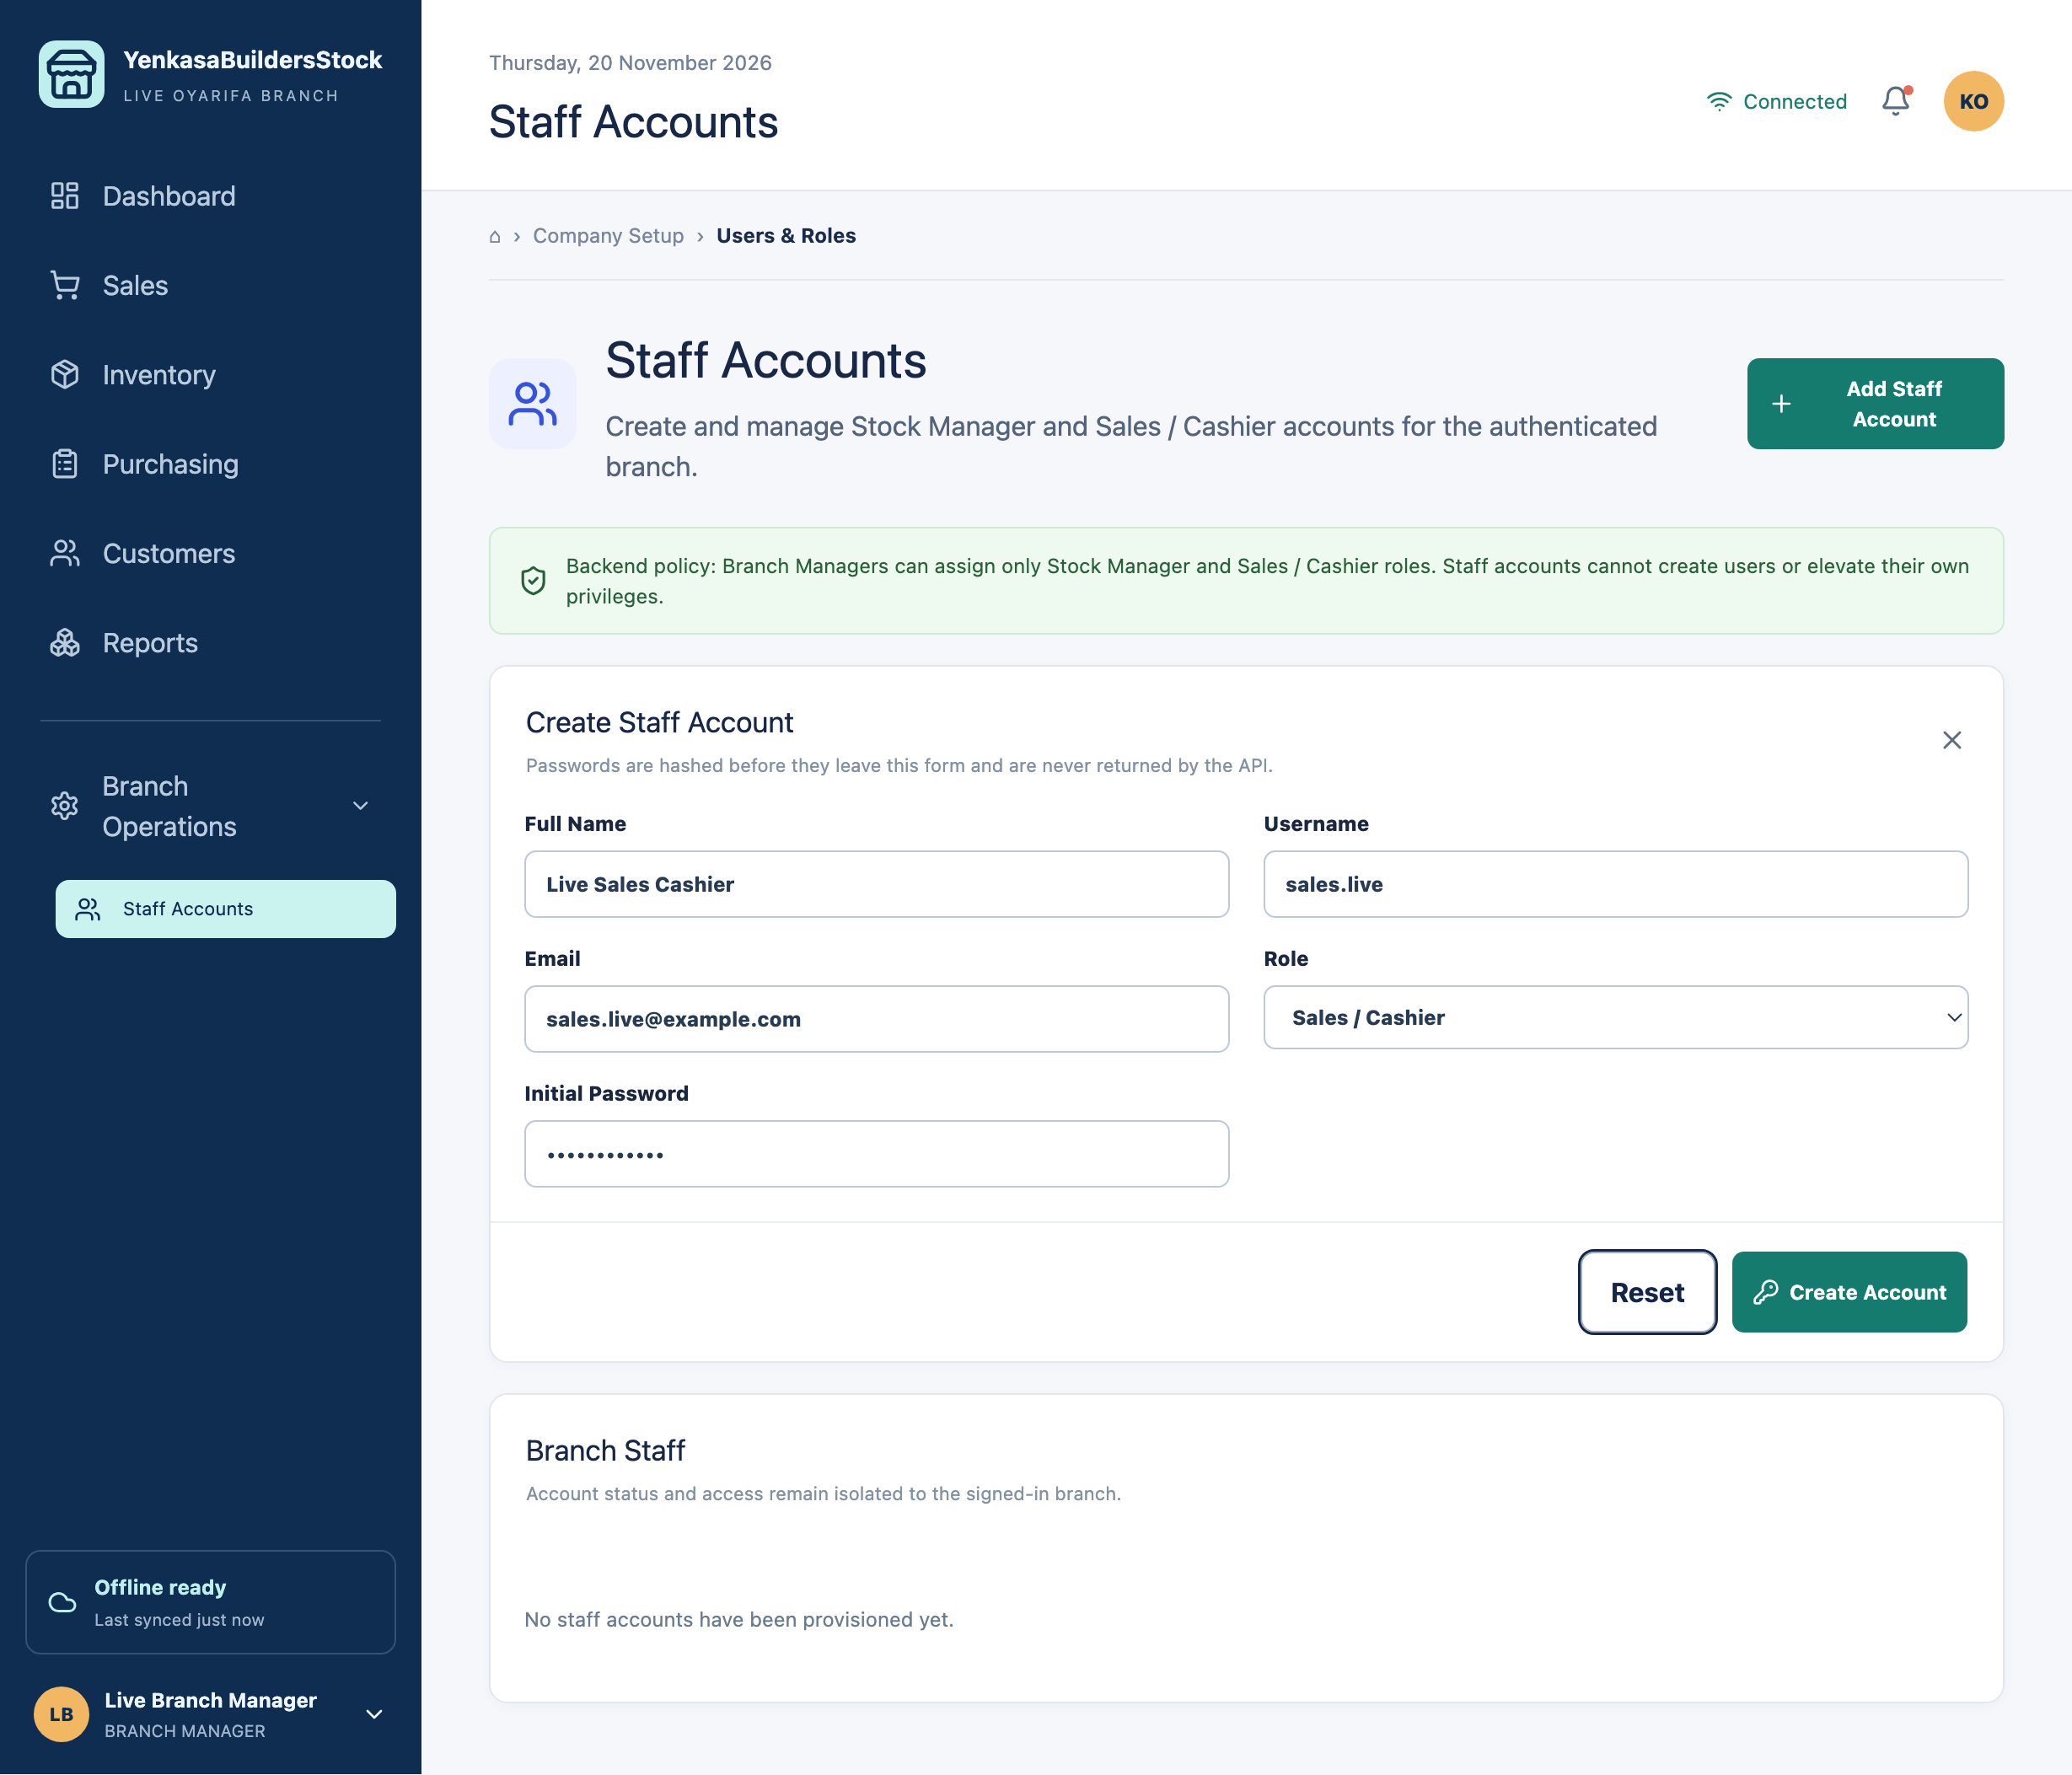 YenkasaBuildersStock
LIVE OYARIFA BRANCH
Dashboard
Sales
Inventory
Purchasing
Customers
Reports
Branch
Operations
Staff Accounts
Offline ready
Last synced just now
LB
Live Branch Manager
BRANCH MANAGER
Thursday, 20 November 2026
Staff Accounts
Connected
KO
⌂ › Company Setup › Users & Roles
Staff Accounts
Create and manage Stock Manager and Sales / Cashier accounts for the authenticated
branch.
Add Staff
Account
Backend policy: Branch Managers can assign only Stock Manager and Sales / Cashier roles. Staff accounts cannot create users or elevate their own
privileges.
Create Staff Account
Passwords are hashed before they leave this form and are never returned by the API.
Full Name
Live Sales Cashier
Username
sales.live
Email
sales.live@example.com
Role
Sales / Cashier
Initial Password
••••••••••••
Reset
Create Account
Branch Staff
Account status and access remain isolated to the signed-in branch.
No staff accounts have been provisioned yet.